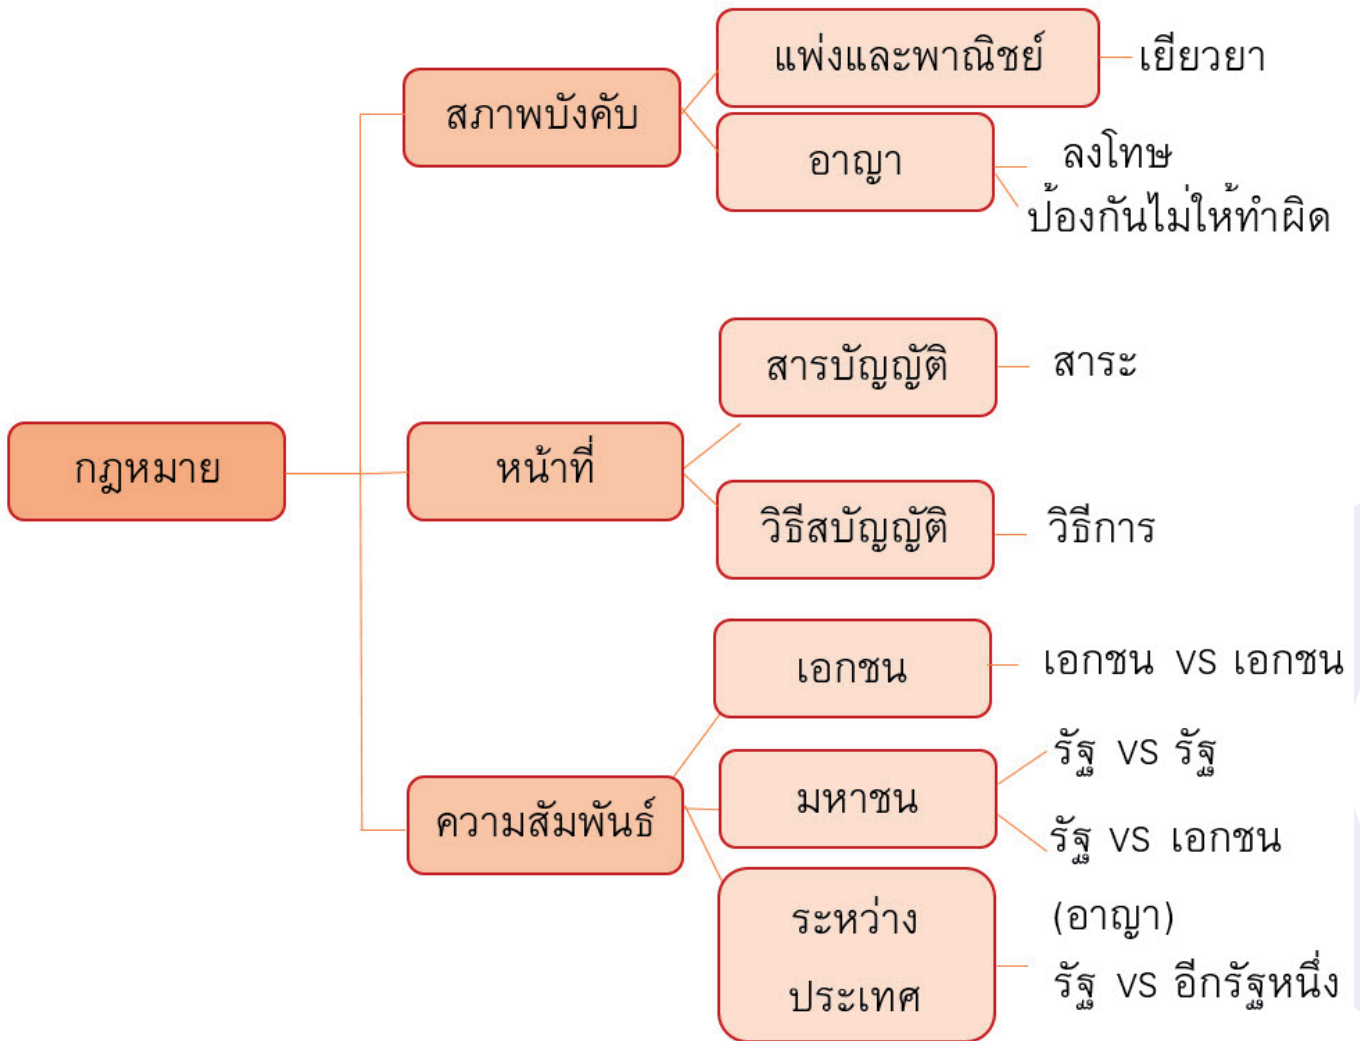 แพ่งและพาณิชย์
เยียวยา
สภาพบังคับ
อาญา
ลงโทษ
ป้องกันไม่ให้ทำผิด
สารบัญญัติ
สาระ
กฎหมาย
หน้าที่
วิธีสบัญญัติ
วิธีการ
เอกชน
เอกชน VS เอกชน
รัฐ VS รัฐ
ความสัมพันธ์
มหาชน
รัฐ VS เอกชน
(อาญา)
ระหว่าง
ประเทศ
รัฐ VS อีกรัฐหนึ่ง